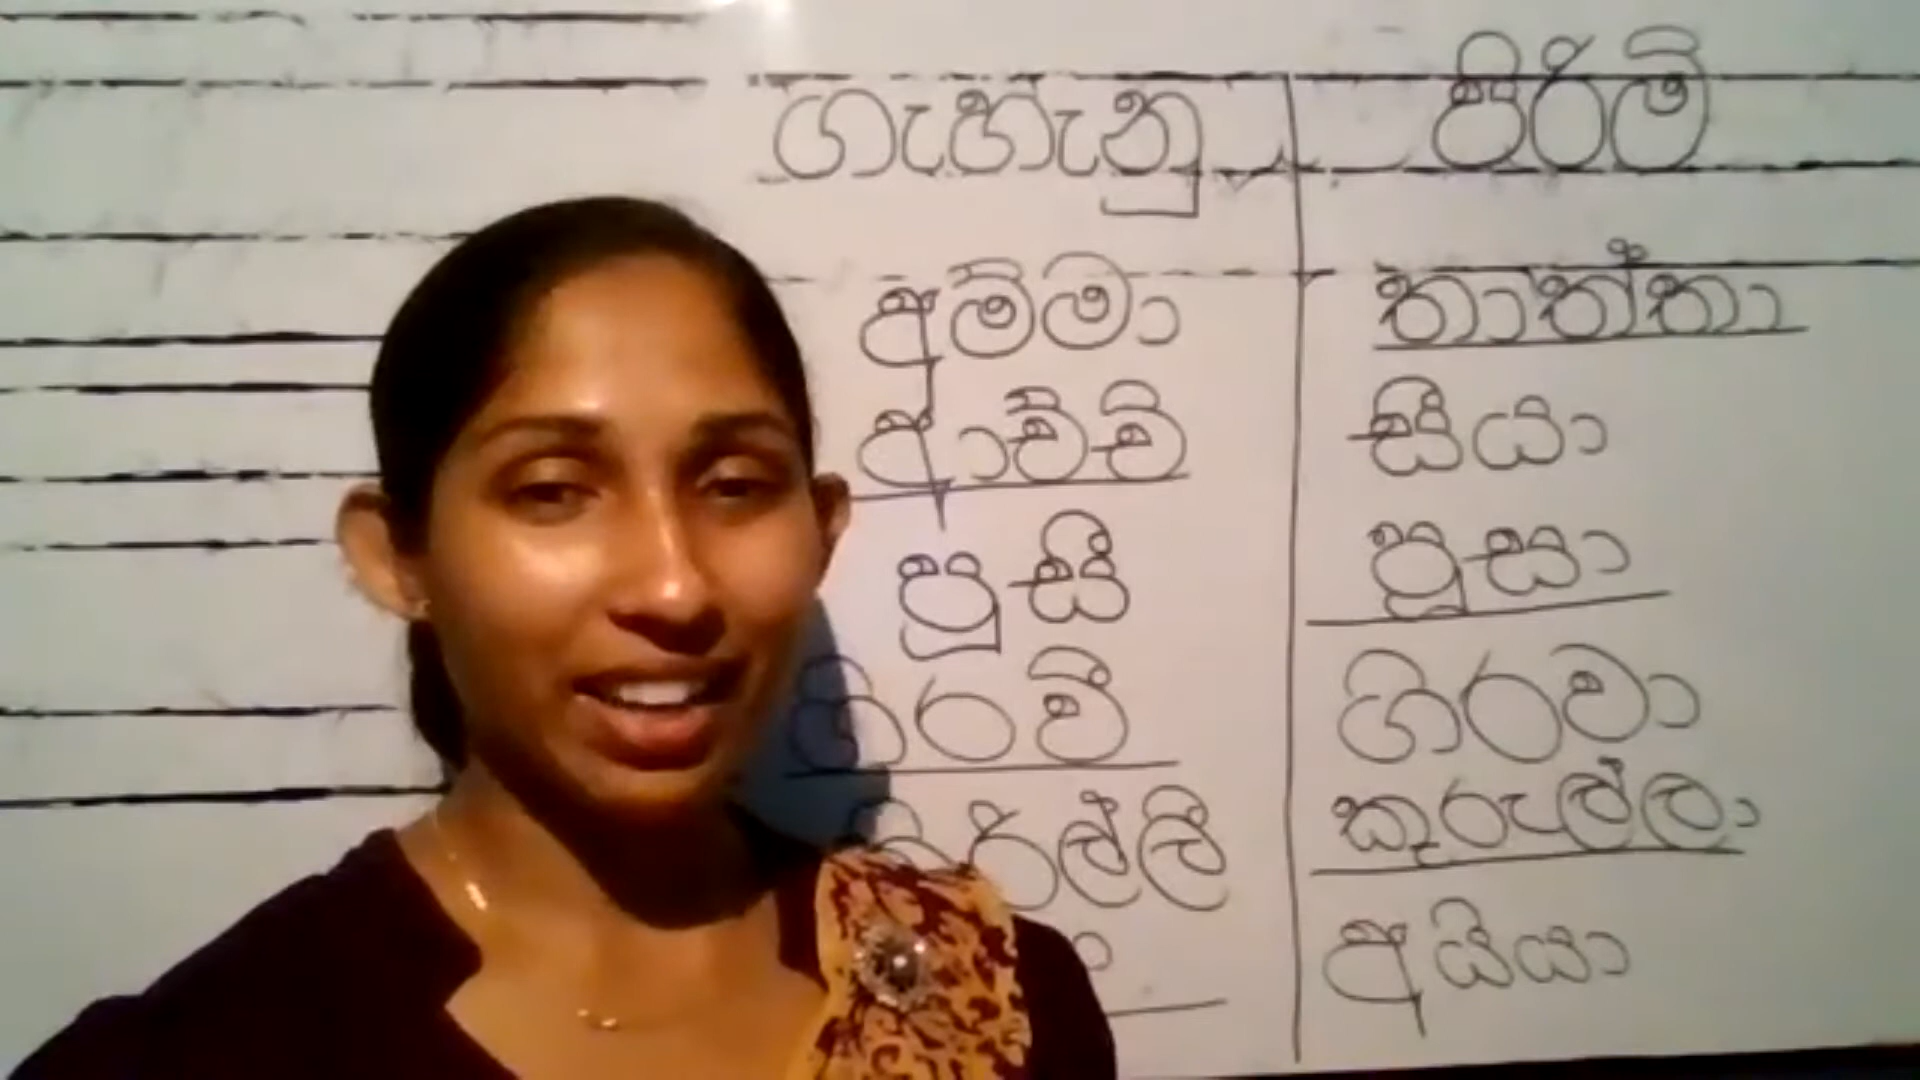 ගැහැනු පිරිමි
අම්මා තාත්තා
ආච්චි සීයා
පූසී පූසා
ගිරවී ගිරවා
කුරුල්ලා
අයියා